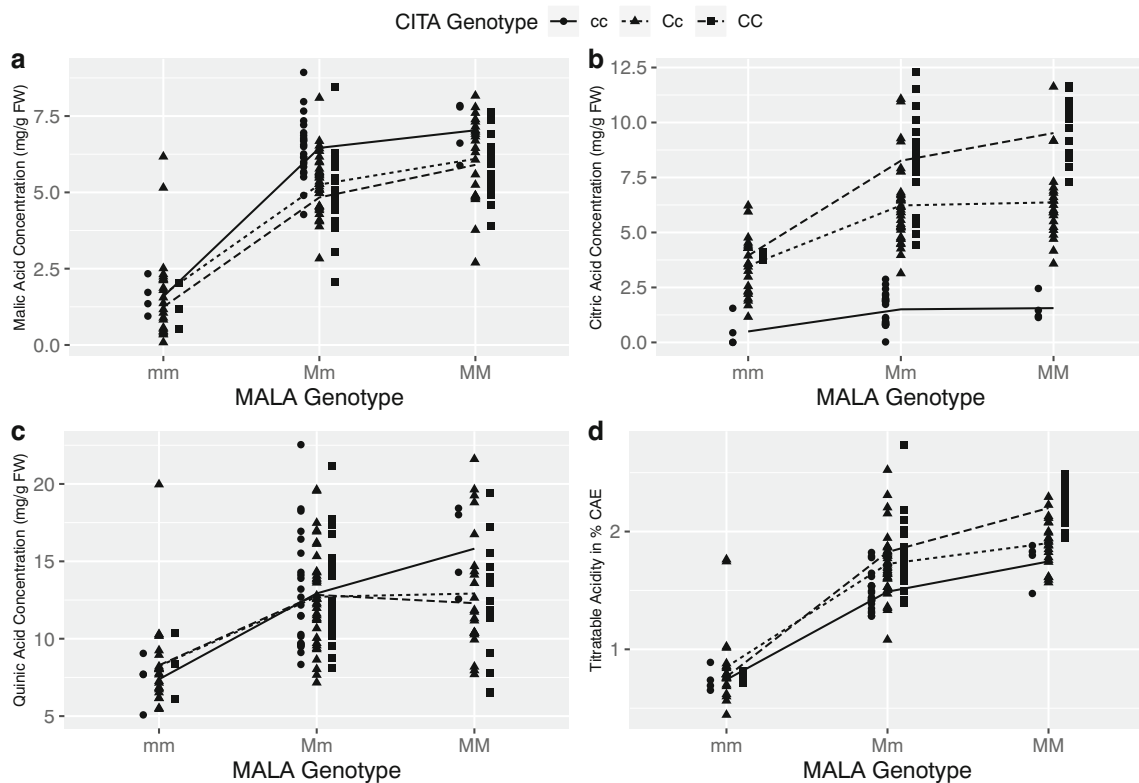 CITA Genotype cc Cc CC
a
Malic Acid Concentration (mg/g FW)
7.5
5.0
2.5
0.0
mm Mm MM
MALA Genotype
b
Citric Acid Concentration (mg/g FW)
12.5
10.0
7.5
5.0
2.5
0.0
mm Mm MM
MALA Genotype
c
Quinic Acid Concentration (mg/g FW)
20
15
10
5
mm Mm MM
MALA Genotype
d
Titratable Acidity in % CAE
2
1
mm Mm MM
MALA Genotype